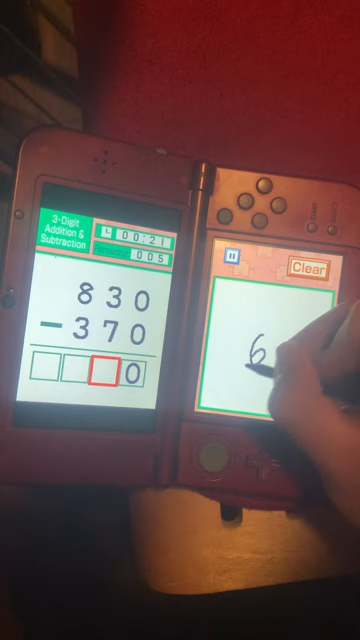 3-Digit
Addition &
Subtraction
00:21
005
830
- 370
0
Clear
6